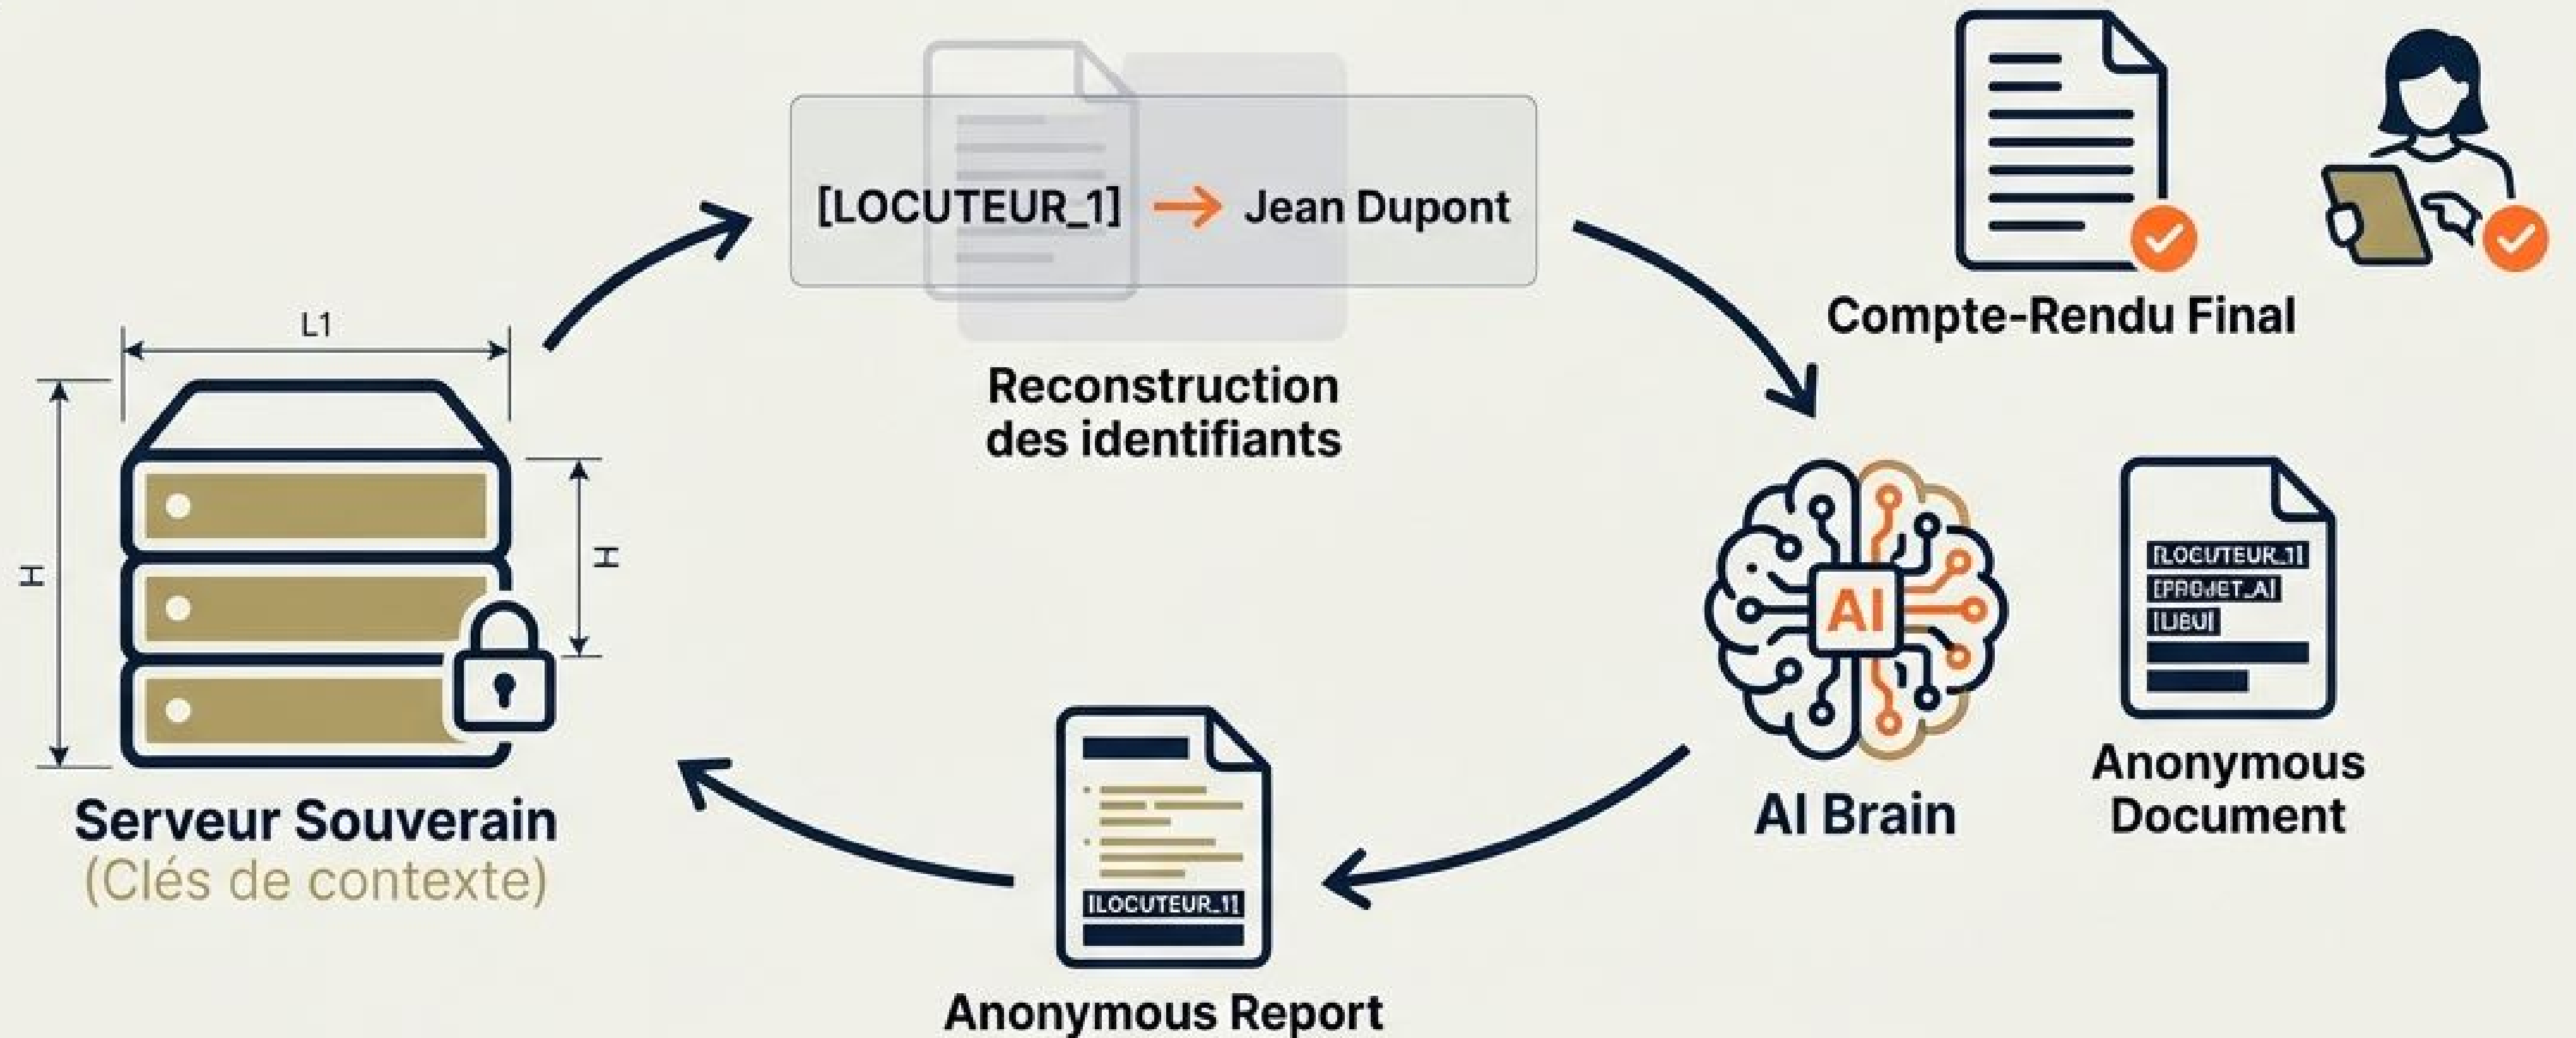 [LOCUTEUR_1] → Jean Dupont
Reconstruction
des identifiants
Compte-Rendu Final
L1
H
H
Serveur Souverain
(Clés de contexte)
AI
AI Brain
[LOCUTEUR_1]
[PROJET_A]
Anonymous
Document
[LOCUTEUR_1]
Anonymous Report